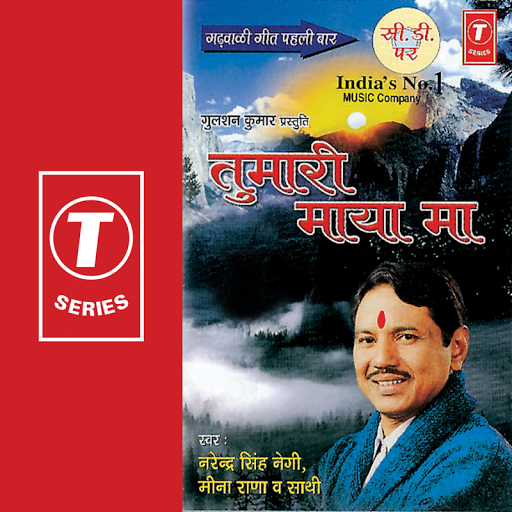 T
SERIES
गढ़वाळी गीत पहली बार
सी.डी.
पर
T
SERIES
India's No.1
MUSIC Company
गुलशन कुमार प्रस्तुति
तुमारी
माया मा
स्वर :
नरेन्द्र सिंह नेगी,
मीना राणा व साथी